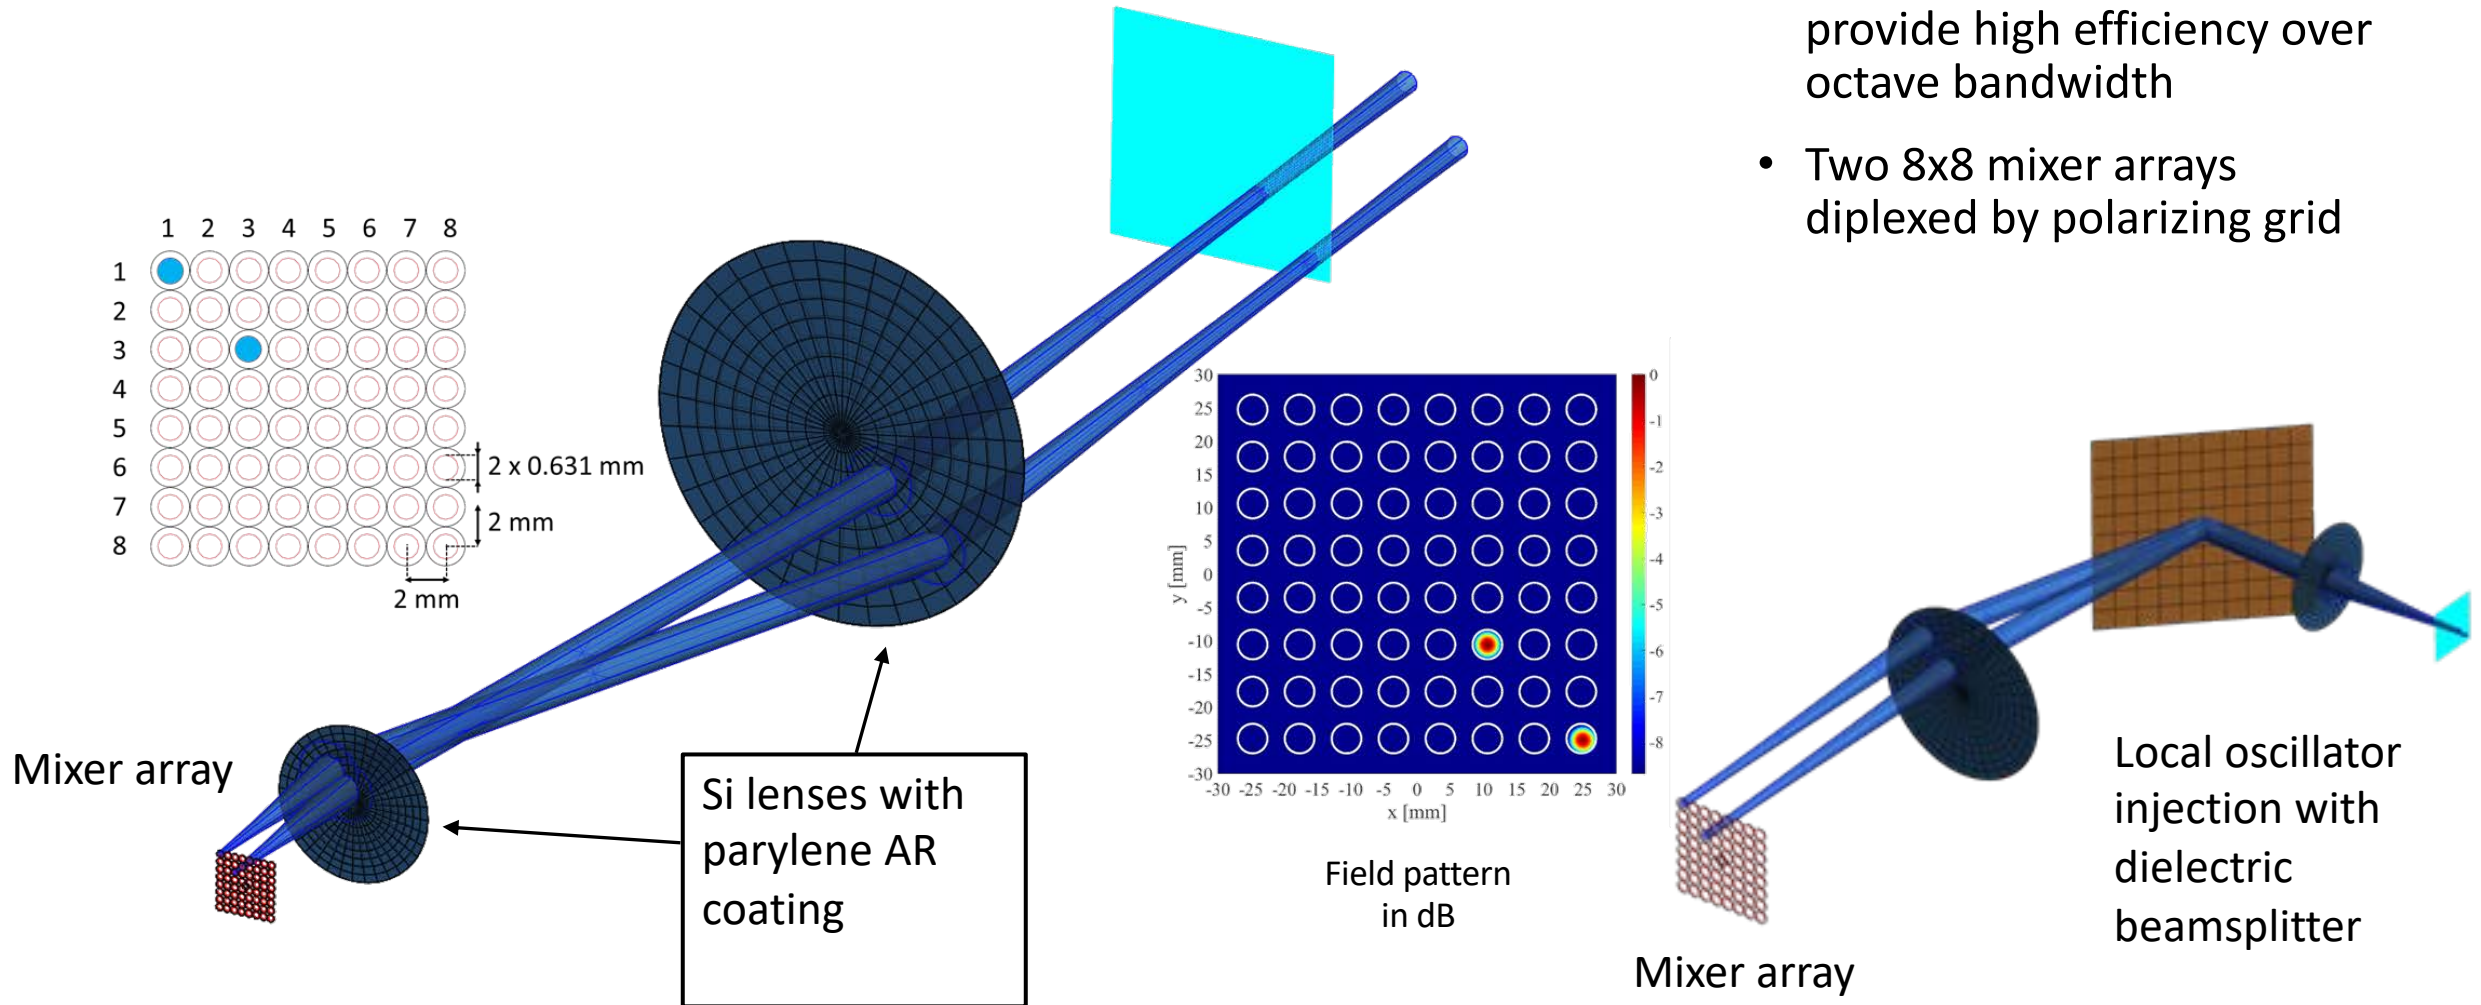 provide high efficiency over
octave bandwidth
• Two 8x8 mixer arrays
diplexed by polarizing grid
1 2 3 4 5 6 7 8
1
2
3
4
5
6
7
8
2 x 0.631 mm
2 mm
2 mm
Mixer array
Si lenses with
parylene AR
coating
30
25
20
15
10
5
0
-5
-10
-15
-20
-25
-30
y [mm]
-30 -25 -20 -15 -10 -5 0 5 10 15 20 25 30
x [mm]
0
-1
-2
-3
-4
-5
-6
-7
-8
Field pattern
in dB
Local oscillator
injection with
dielectric
beamsplitter
Mixer array